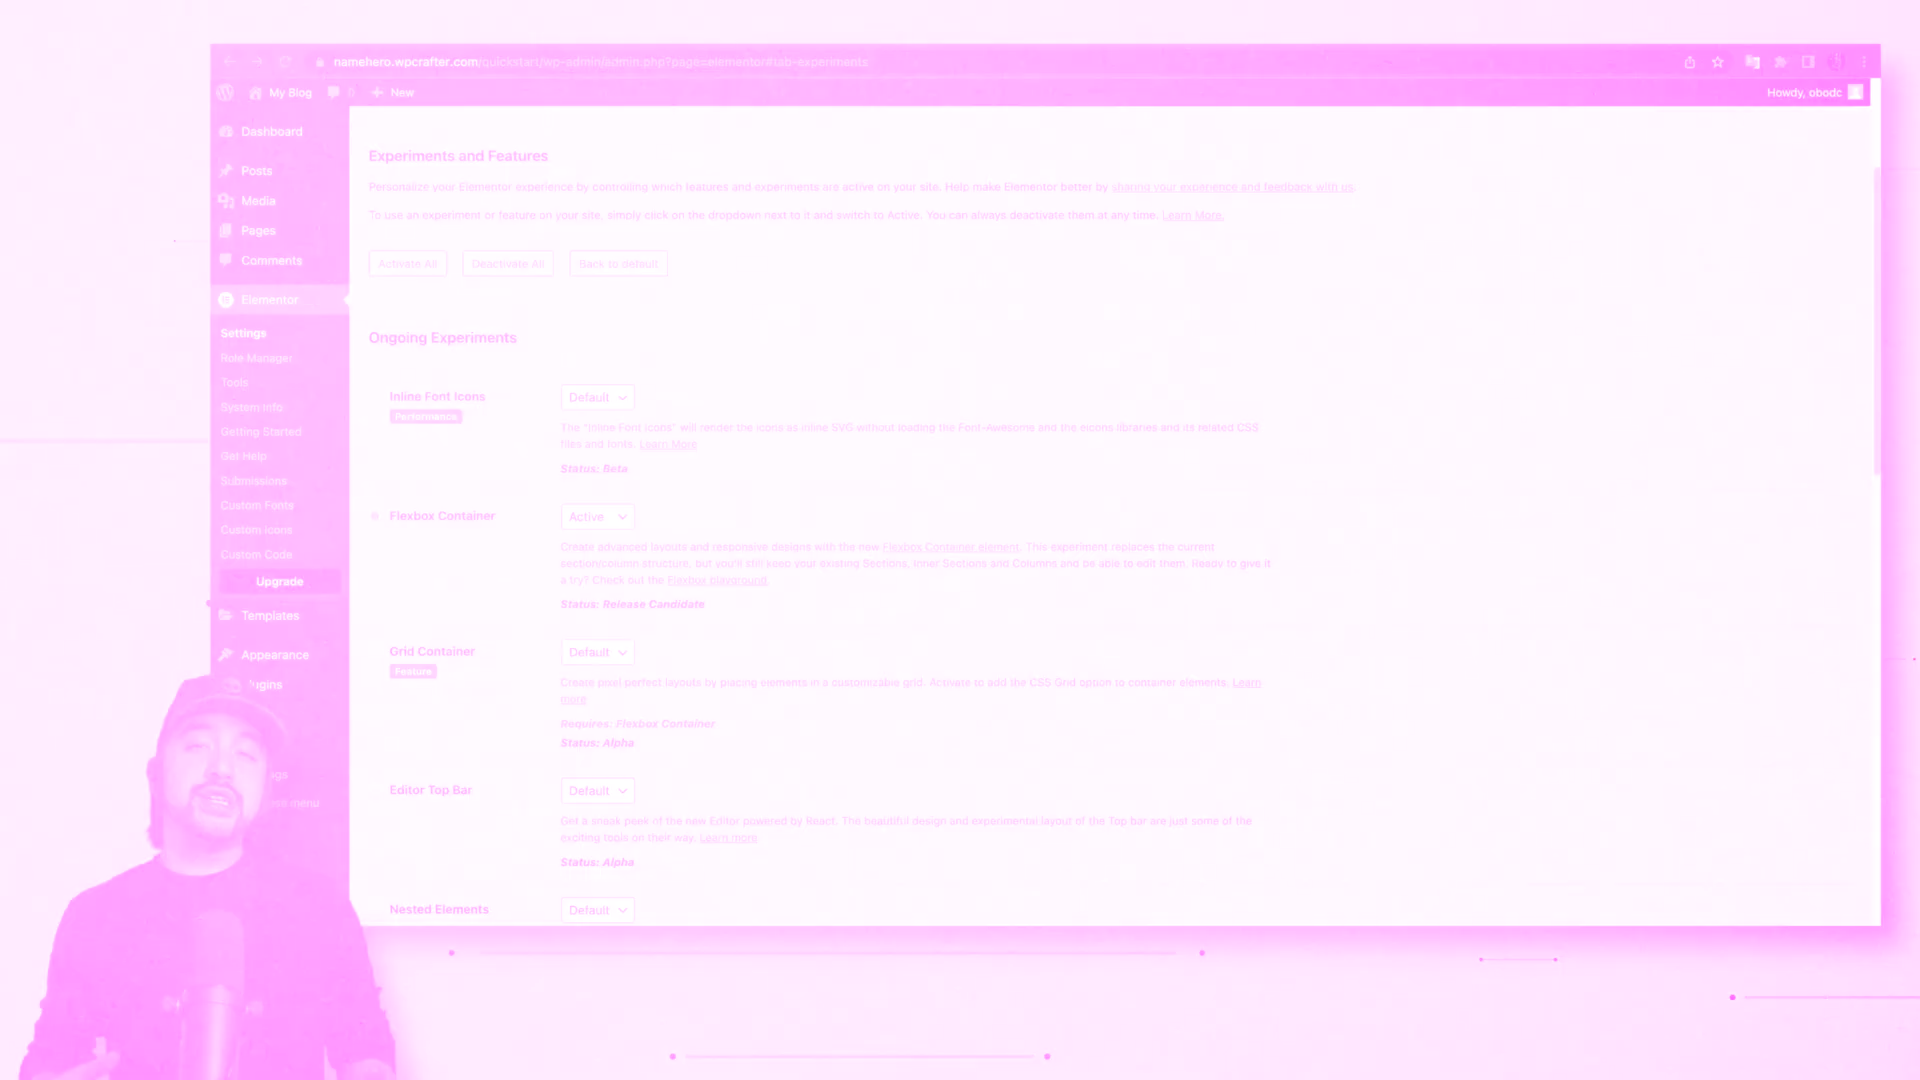 namehero.wpcrafter.com/quickstart/wp-admin/admin.php?page=elementor#tab-experiments
My Blog 0 New
Howdy, obodc
Dashboard
Posts
Media
Pages
Comments
Elementor
Settings
Role Manager
Tools
System Info
Getting Started
Get Help
Submissions
Custom Fonts
Custom Icons
Custom Code
Upgrade
Templates
Appearance
Experiments and Features
Personalize your Elementor experience by controlling which features and experiments are active on your site. Help make Elementor better by sharing your experience and feedback with us.
To use an experiment or feature on your site, simply click on the dropdown next to it and switch to Active. You can always deactivate them at any time. Learn More.
Activate All Deactivate All Back to default
Ongoing Experiments
Inline Font Icons Default
Performance
The "Inline Font Icons" will render the icons as inline SVG without loading the Font-Awesome and the eicons libraries and its related CSS
files and fonts. Learn More
Status: Beta
Flexbox Container Active
Create advanced layouts and responsive designs with the new Flexbox Container element. This experiment replaces the current
section/column structure, but you'll still keep your existing Sections, Inner Sections and Columns and be able to edit them. Ready to give it
a try? Check out the Flexbox playground.
Status: Release Candidate
Grid Container Default
Feature
Create pixel perfect layouts by placing elements in a customizable grid. Activate to add the CSS Grid option to container elements. Learn
more
Requires: Flexbox Container
Status: Alpha
Editor Top Bar Default
Get a sneak peek of the new Editor powered by React. The beautiful design and experimental layout of the Top bar are just some of the
exciting tools on their way. Learn more
Status: Alpha
Nested Elements Default